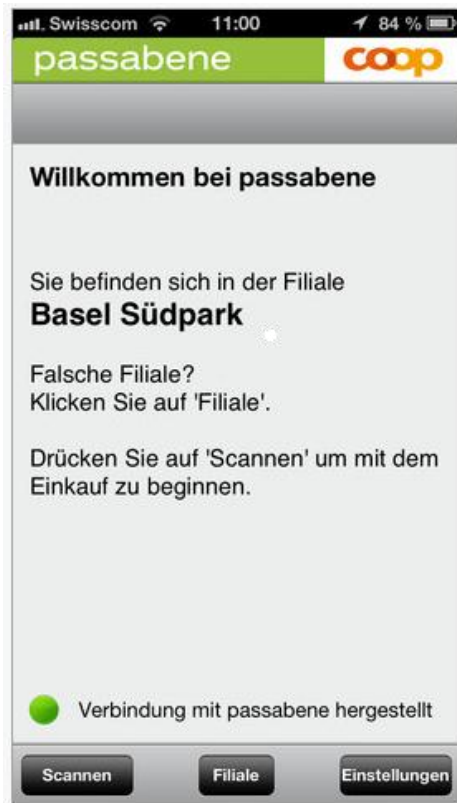 Swisscom 11:00 84 %
passabene coop
Willkommen bei passabene
Sie befinden sich in der Filiale
Basel Südpark
Falsche Filiale?
Klicken Sie auf 'Filiale'.
Drücken Sie auf 'Scannen' um mit dem
Einkauf zu beginnen.
Verbindung mit passabene hergestellt
Scannen Filiale Einstellungen